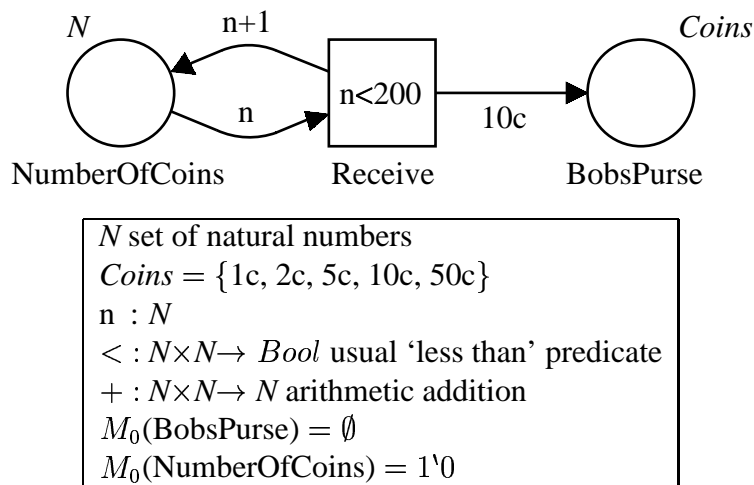 N
n+1
Coins
n<200
n
10c
NumberOfCoins
Receive
BobsPurse
N set of natural numbers
Coins = {1c, 2c, 5c, 10c, 50c}
n : N
< : N×N→ Bool usual ‘less than’ predicate
+ : N×N→ N arithmetic addition
M₀(BobsPurse) = ∅
M₀(NumberOfCoins) = 1‵0